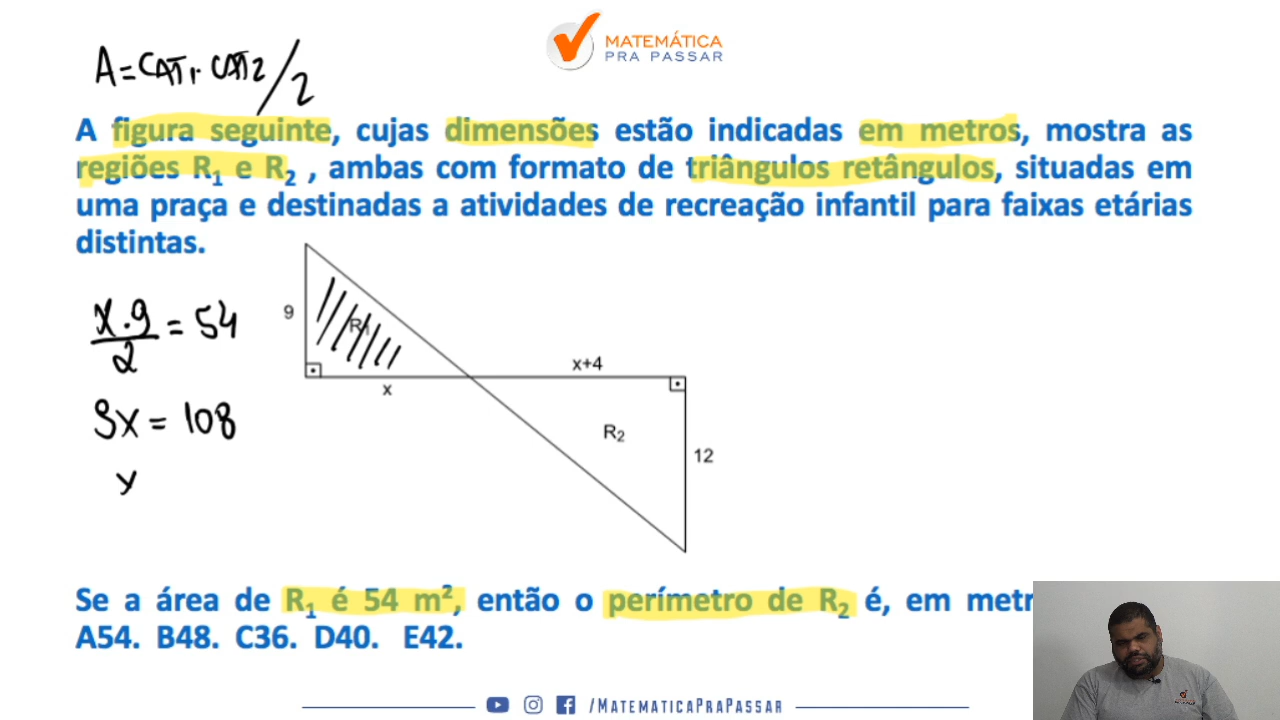 MATEMÁTICA
PRA PASSAR
A = CAT1 . CAT2 / 2
A figura seguinte, cujas dimensões estão indicadas em metros, mostra as
regiões R₁ e R₂ , ambas com formato de triângulos retângulos, situadas em
uma praça e destinadas a atividades de recreação infantil para faixas etárias
distintas.
x . 9 / 2 = 54
9
R1
x+4
x
9x = 108
R₂
12
x
Se a área de R₁ é 54 m², então o perímetro de R₂ é, em metr
A54. B48. C36. D40. E42.
/MatematicaPraPassar